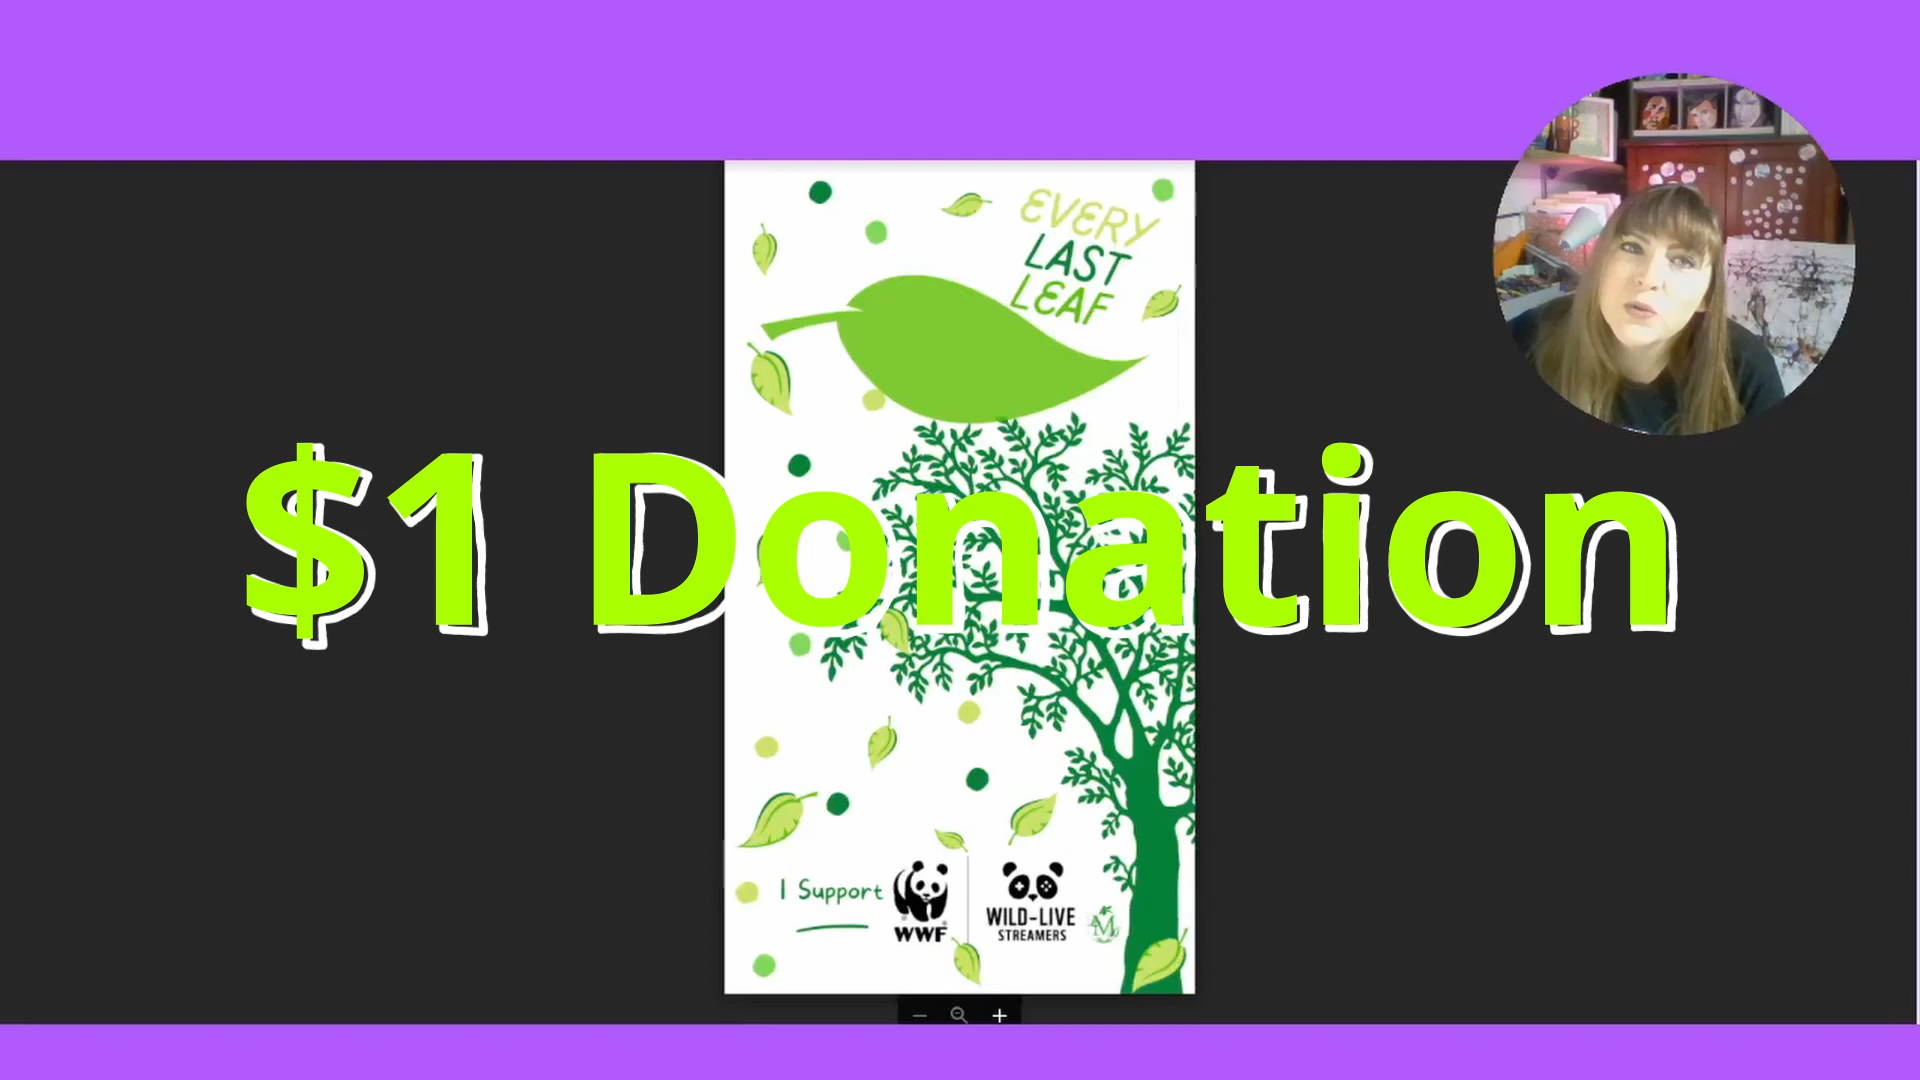 EVERY
LAST
LEAF
$1 Donation
I Support
WWF
WILD-LIVE
STREAMERS
M